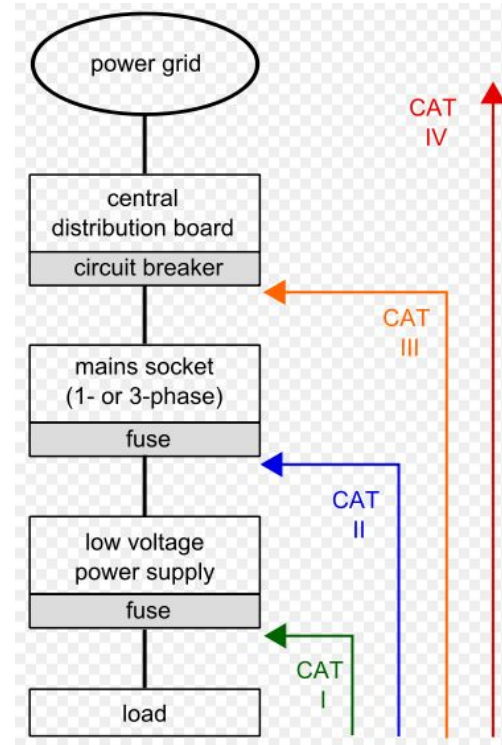 power grid
CAT
IV
central
distribution board
circuit breaker
CAT
III
mains socket
(1- or 3-phase)
fuse
CAT
II
low voltage
power supply
fuse
CAT
I
load